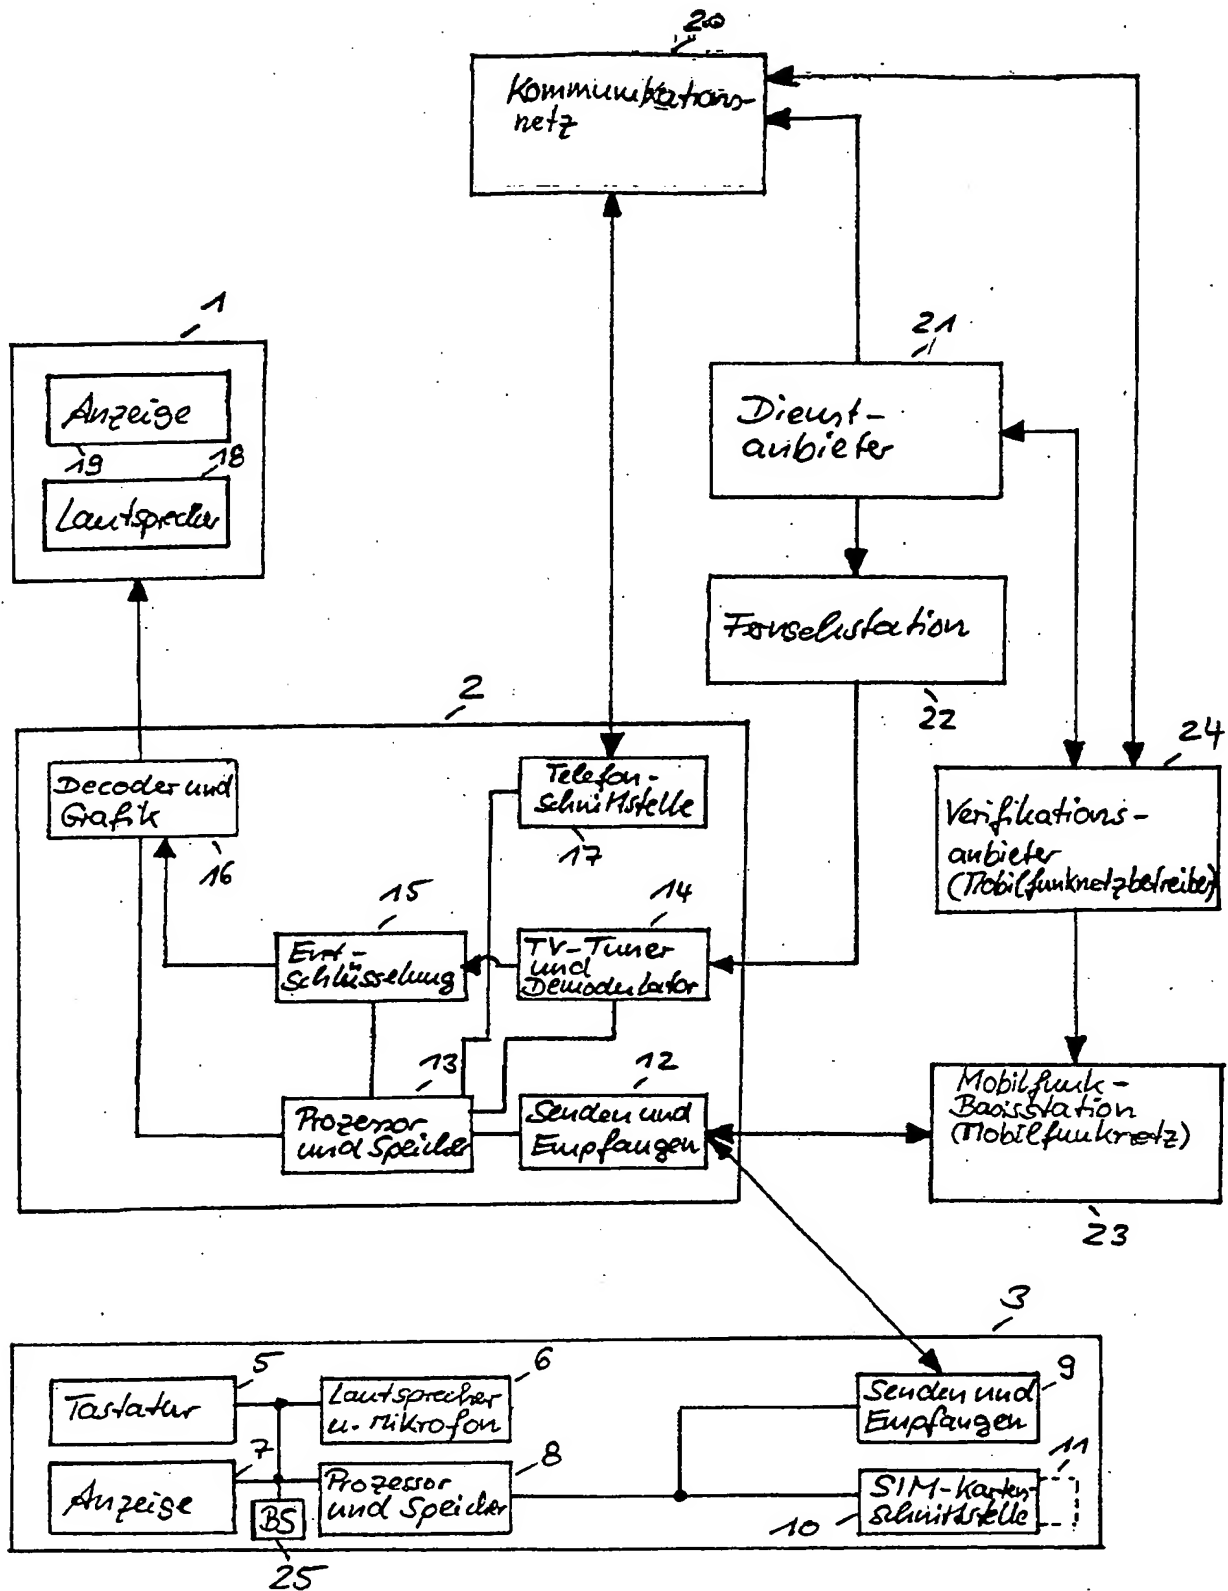 20
Kommunikations-
netz
1
Anzeige
19
18
Lautsprecher
21
Dienst-
anbieter
Fernsehstation
22
2
Decoder und
Grafik
16
Telefon-
schnittstelle
17
24
Verifikations-
anbieter
(Mobilfunknetzbetreiber)
15
Ent-
schlüsselung
14
TV-Tuner
und
Demodulator
13
Prozessor
und Speicher
12
Senden und
Empfangen
Mobilfunk-
Basisstation
(Mobilfunknetz)
23
3
5
Tastatur
6
Lautsprecher
u. Mikrofon
9
Senden und
Empfangen
7
Anzeige
8
Prozessor
und Speicher
11
SIM-Karten-
schnittstelle
10
BS
25